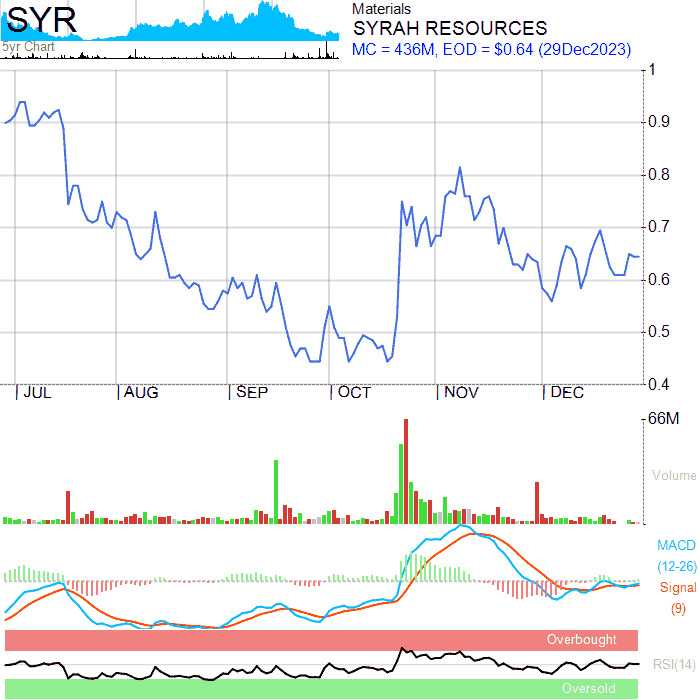 SYR
5yr Chart
Materials
SYRAH RESOURCES
MC = 436M, EOD = $0.64 (29Dec2023)
1
0.9
0.8
0.7
0.6
0.5
0.4
JUL AUG SEP OCT NOV DEC
66M
Volume
MACD
(12-26)
Signal
(9)
Overbought
RSI(14)
Oversold